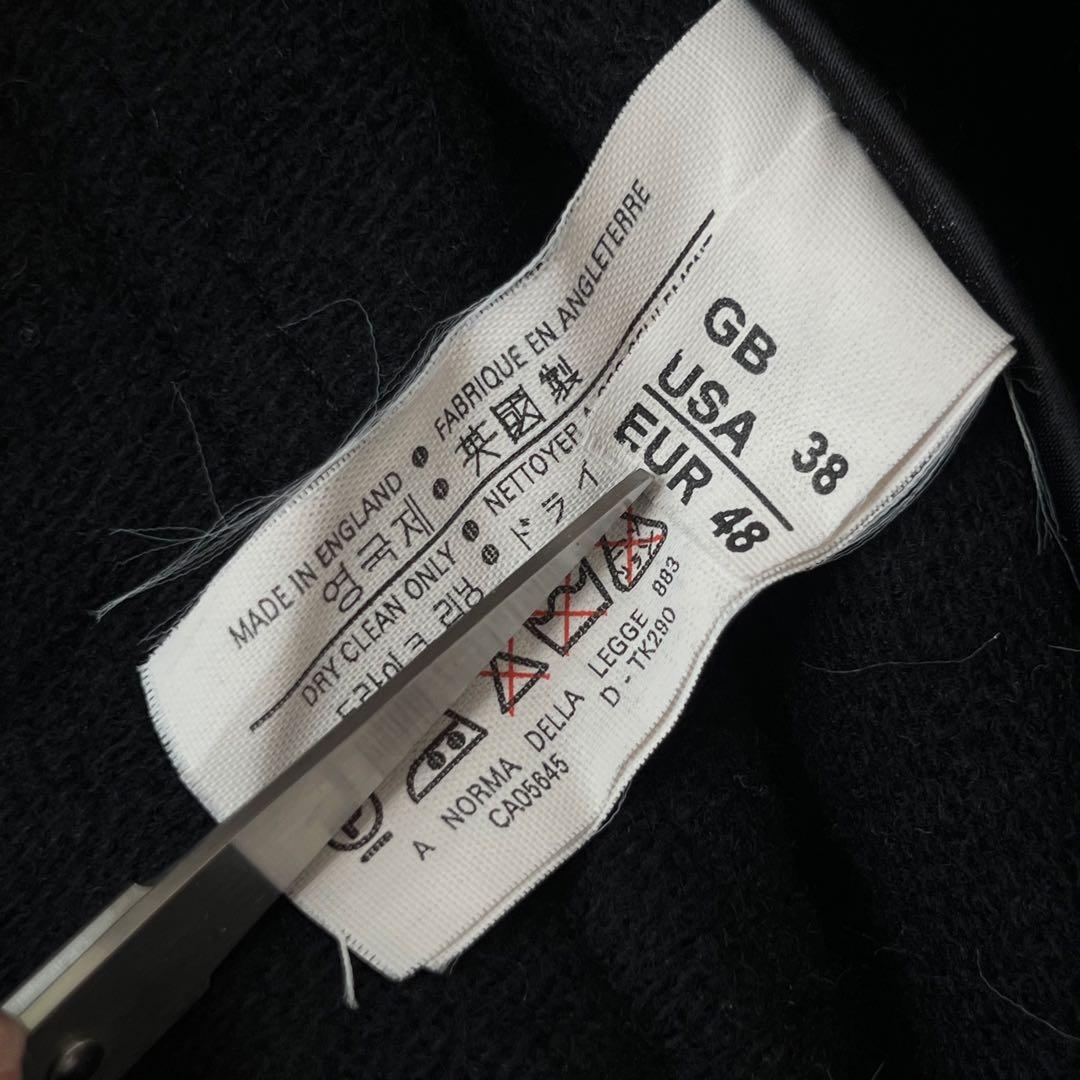 MADE IN ENGLAND • FABRIQUE EN ANGLETERRE
영국제 • 英國製
DRY CLEAN ONLY • NETTOYER
ドライ
GB
USA 38
EUR 48
P
A NORMA DELLA LEGGE 883
CA05645 D-TK290